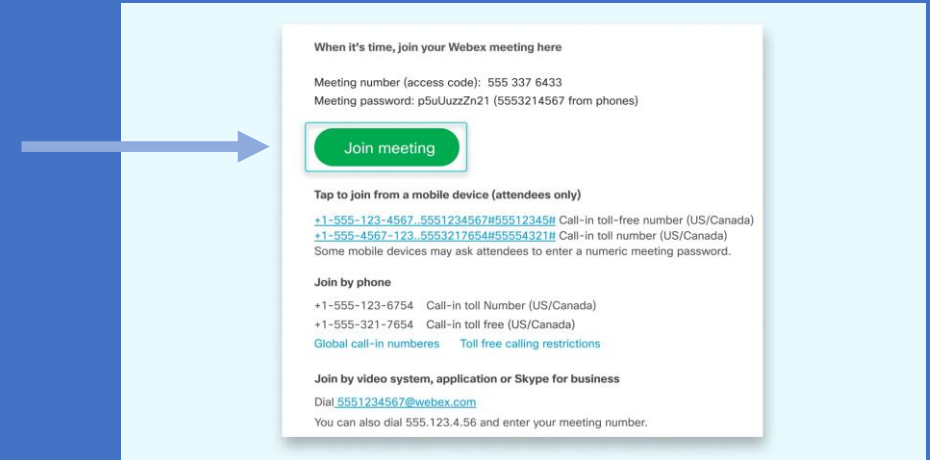 When it's time, join your Webex meeting here
Meeting number (access code): 555 337 6433
Meeting password: p5uUuzzZn21 (5553214567 from phones)
Join meeting
Tap to join from a mobile device (attendees only)
+1-555-123-4567..5551234567#55512345# Call-in toll-free number (US/Canada)
+1-555-4567-123..5553217654#55554321# Call-in toll number (US/Canada)
Some mobile devices may ask attendees to enter a numeric meeting password.
Join by phone
+1-555-123-6754 Call-in toll Number (US/Canada)
+1-555-321-7654 Call-in toll free (US/Canada)
Global call-in numberes Toll free calling restrictions
Join by video system, application or Skype for business
Dial 5551234567@webex.com
You can also dial 555.123.4.56 and enter your meeting number.